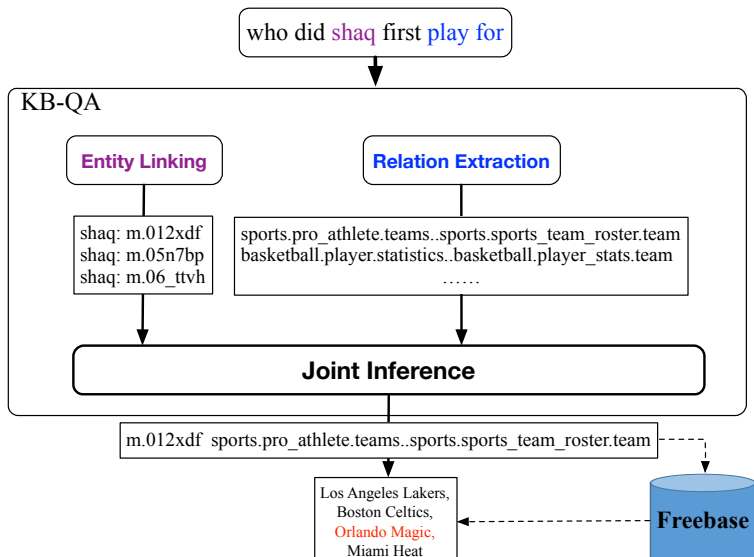 who did shaq first play for
KB-QA
Entity Linking
Relation Extraction
shaq: m.012xdf
shaq: m.05n7bp
shaq: m.06_ttvh
sports.pro_athlete.teams..sports.sports_team_roster.team
basketball.player.statistics..basketball.player_stats.team
……
Joint Inference
m.012xdf sports.pro_athlete.teams..sports.sports_team_roster.team
Los Angeles Lakers,
Boston Celtics,
Orlando Magic,
Miami Heat
Freebase